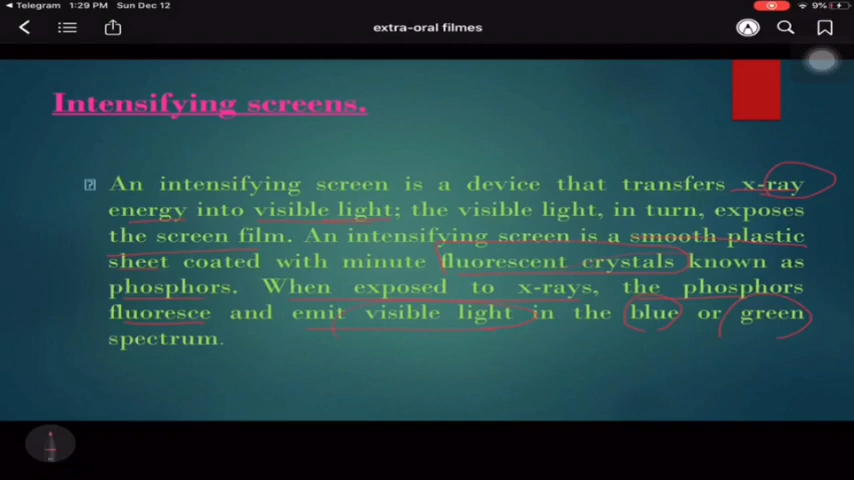 Telegram 1:29 PM Sun Dec 12 9%
extra-oral filmes
Intensifying screens.
An intensifying screen is a device that transfers x-ray
energy into visible light; the visible light, in turn, exposes
the screen film. An intensifying screen is a smooth plastic
sheet coated with minute fluorescent crystals known as
phosphors. When exposed to x-rays, the phosphors
fluoresce and emit visible light in the blue or green
spectrum.